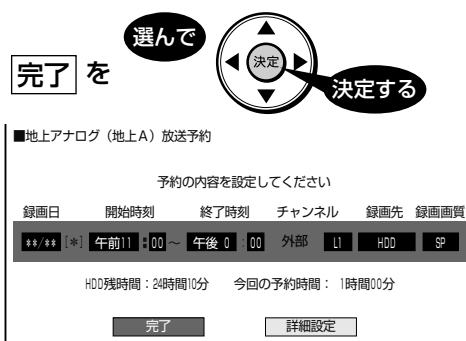 選んで
完了 を
決定
決定する
■地上アナログ（地上A）放送予約
予約の内容を設定してください
録画日 開始時刻 終了時刻 チャンネル 録画先 録画画質
**/** [*] 午前11：00～ 午後 0：00 外部 L1 HDD SP
HDD残時間：24時間10分 今回の予約時間： 1時間00分
完了 詳細設定